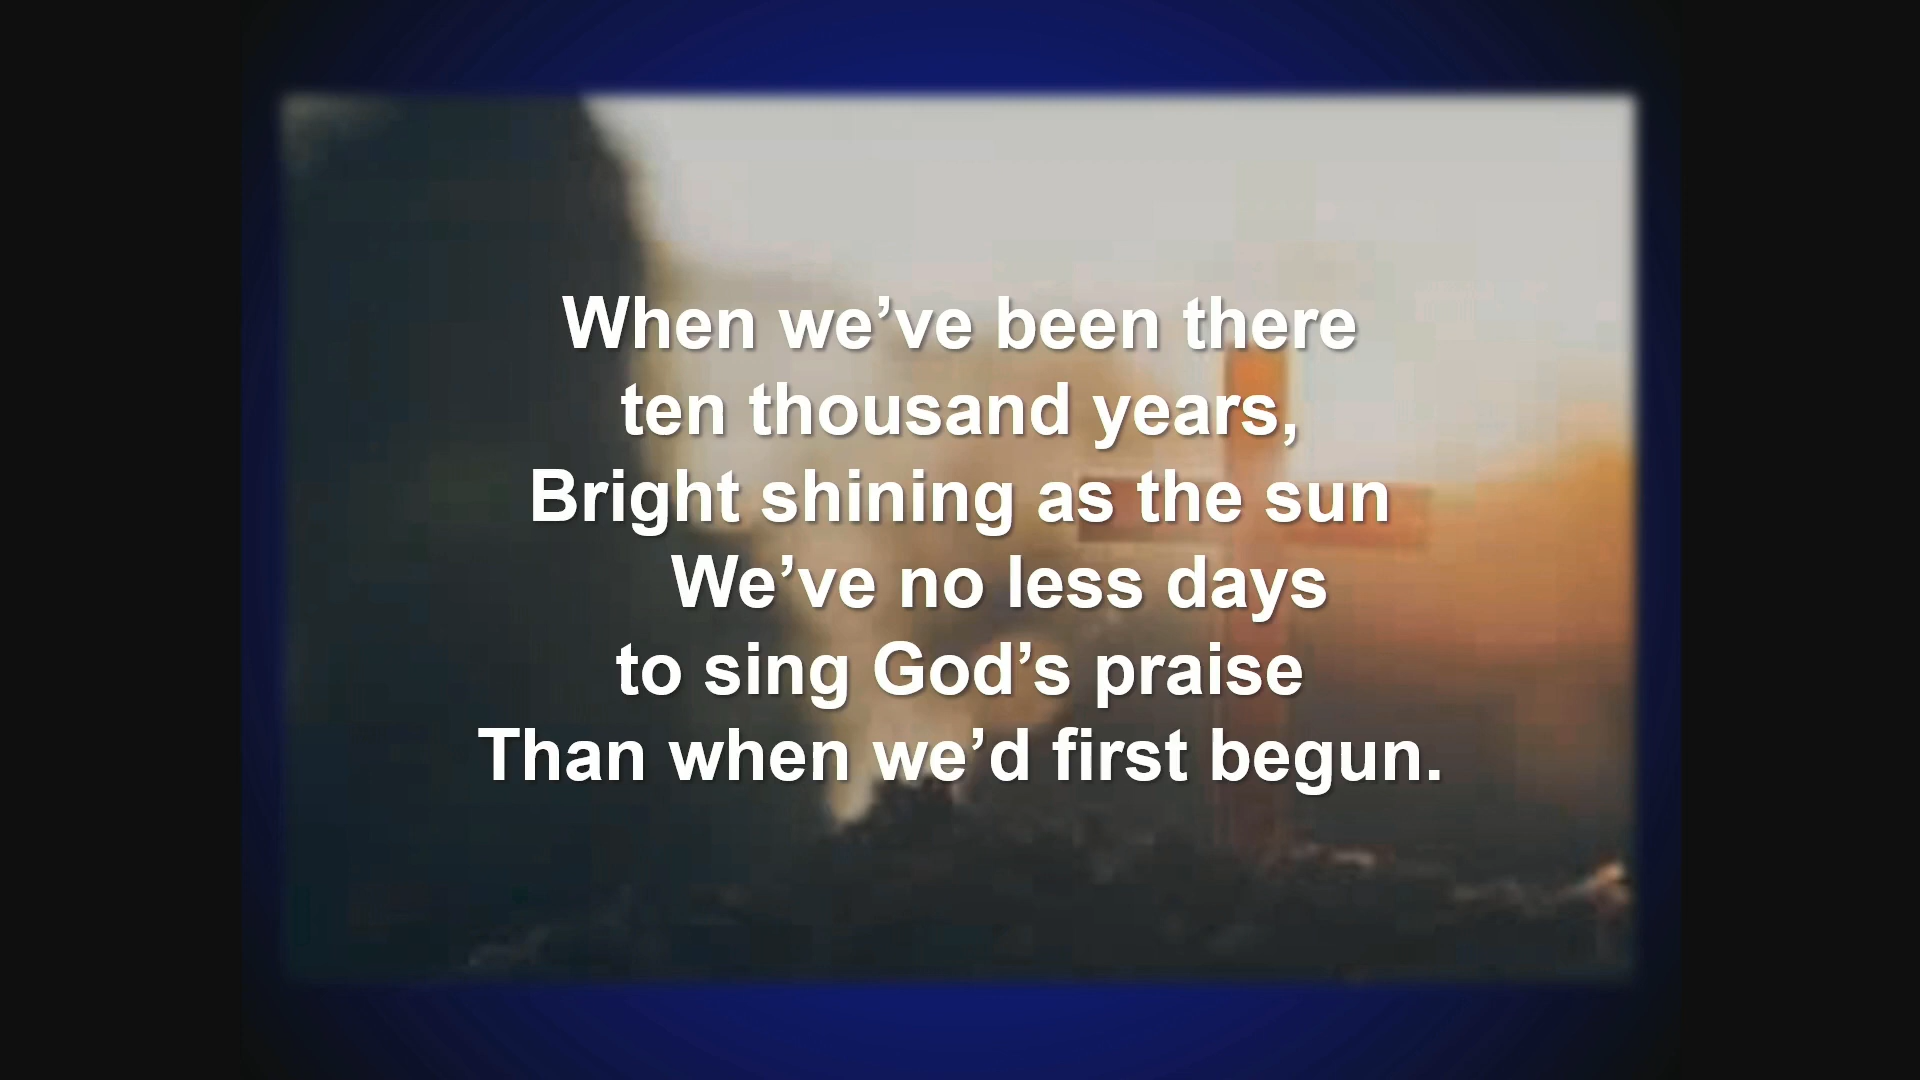 When we’ve been there
ten thousand years,
Bright shining as the sun
We’ve no less days
to sing God’s praise
Than when we’d first begun.